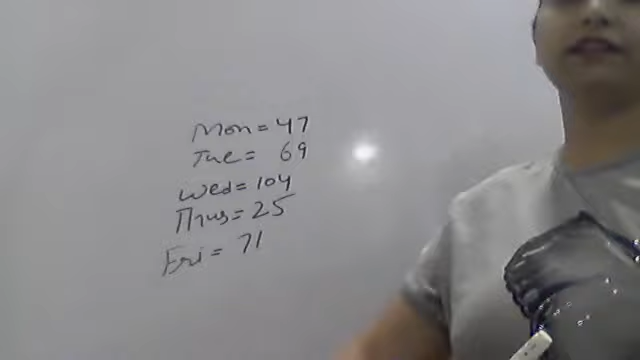 Mon = 47
Tue = 69
Wed = 104
Thus = 25
Fri = 71